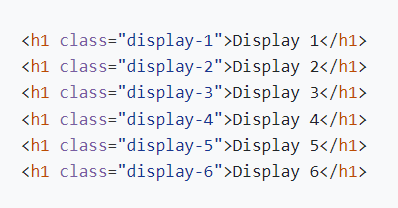 <h1 class="display-1">Display 1</h1>
<h1 class="display-2">Display 2</h1>
<h1 class="display-3">Display 3</h1>
<h1 class="display-4">Display 4</h1>
<h1 class="display-5">Display 5</h1>
<h1 class="display-6">Display 6</h1>